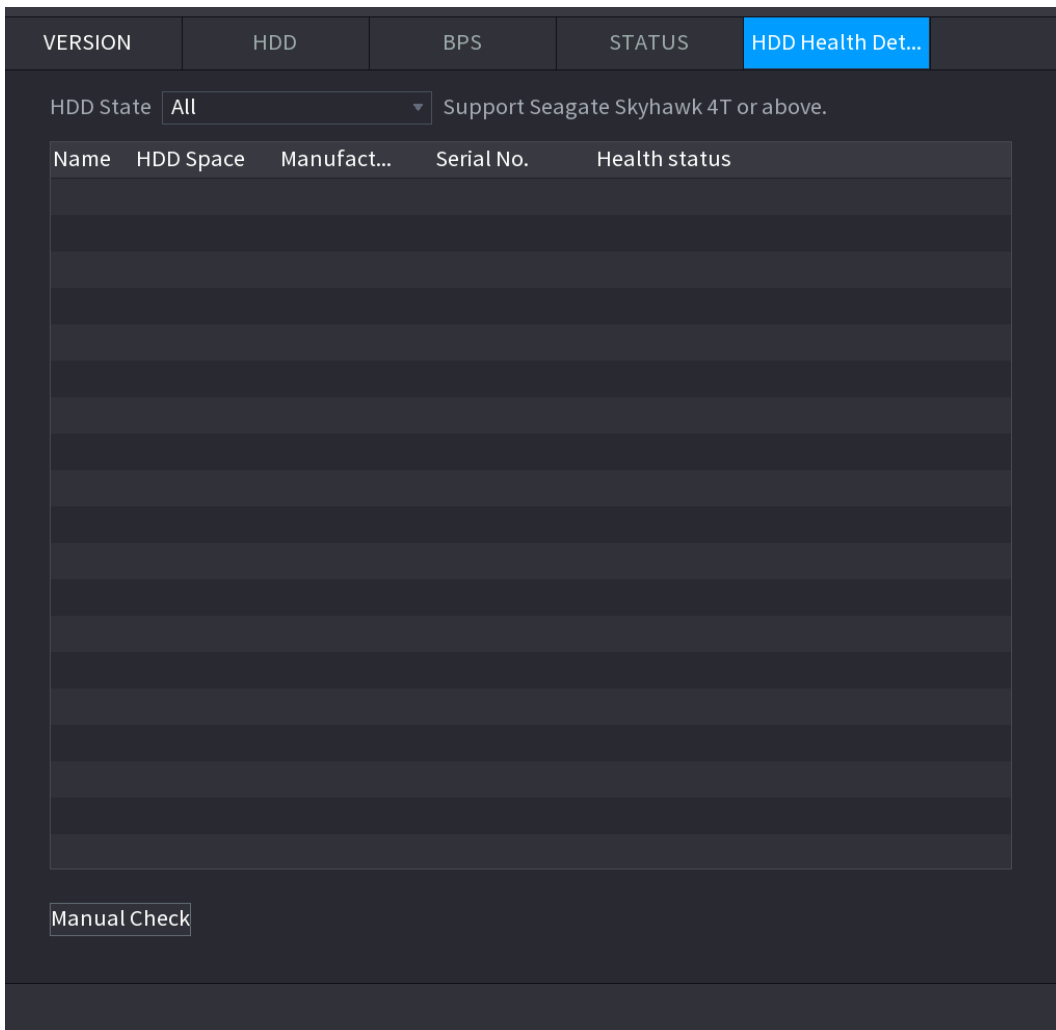 VERSION HDD BPS STATUS HDD Health Det...
HDD State All Support Seagate Skyhawk 4T or above.
Name HDD Space Manufact... Serial No. Health status
Manual Check